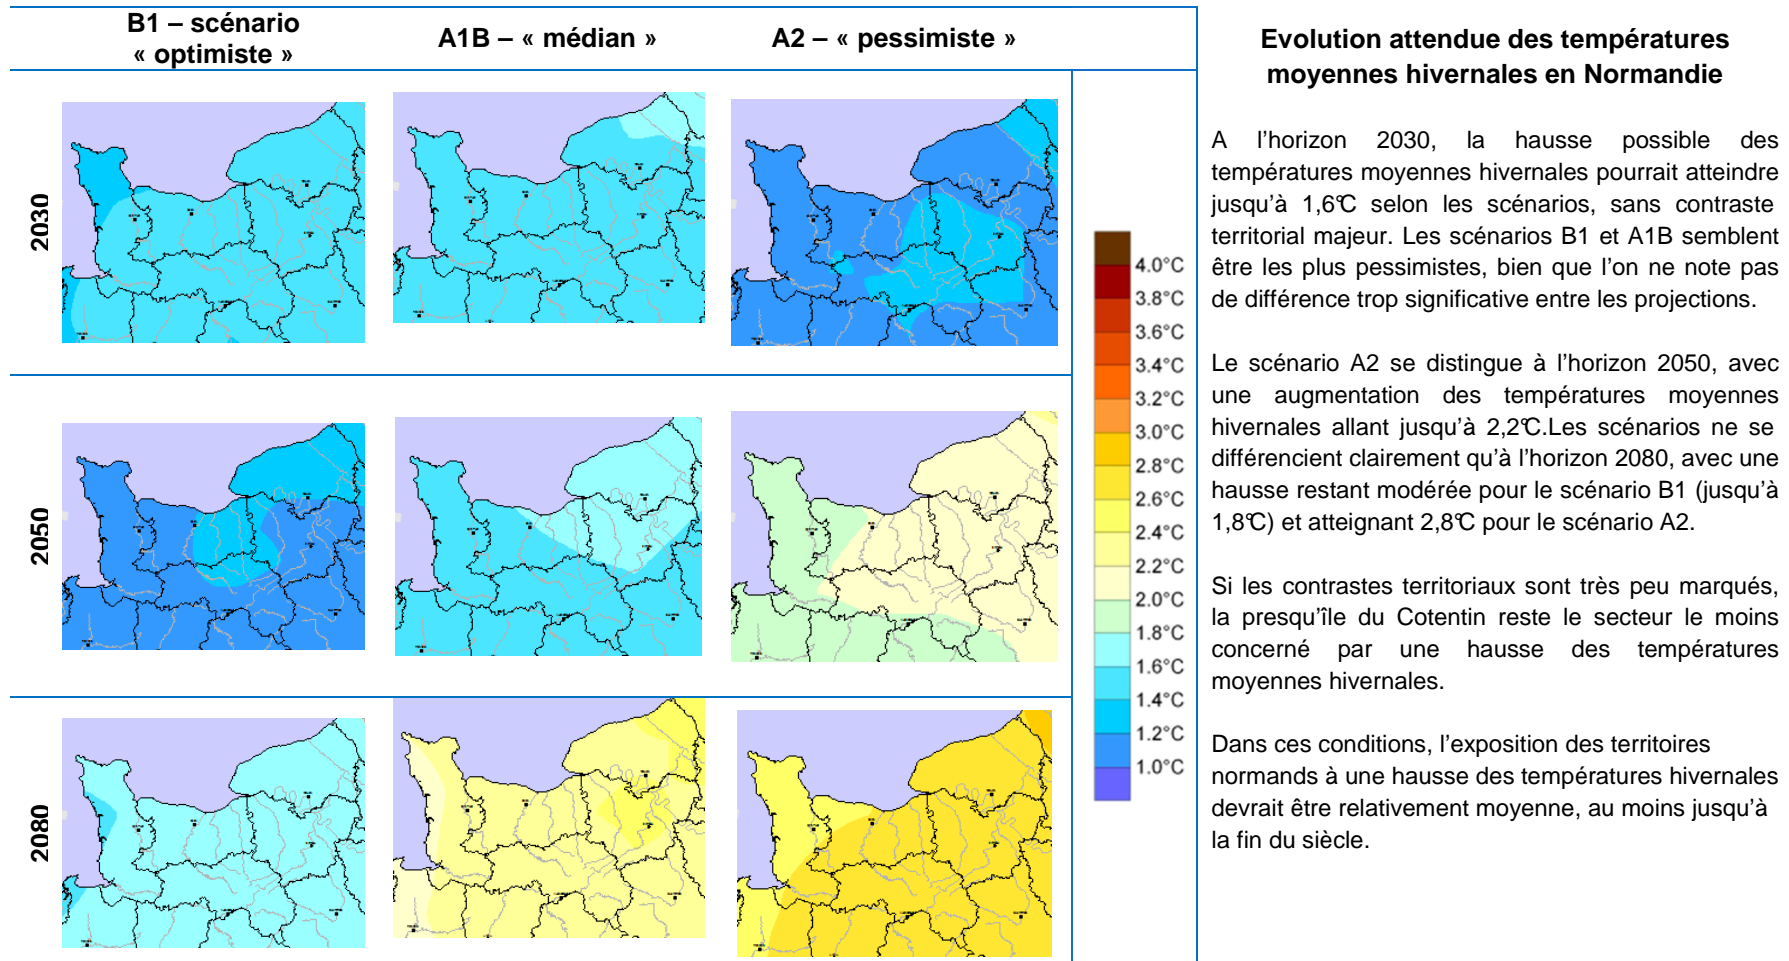 B1 – scénario
« optimiste »
A1B – « médian »
A2 – « pessimiste »
2030
2050
2080
4.0°C
3.8°C
3.6°C
3.4°C
3.2°C
3.0°C
2.8°C
2.6°C
2.4°C
2.2°C
2.0°C
1.8°C
1.6°C
1.4°C
1.2°C
1.0°C
Evolution attendue des températures
moyennes hivernales en Normandie
A l’horizon 2030, la hausse possible des
températures moyennes hivernales pourrait atteindre
jusqu’à 1,6°C selon les scénarios, sans contraste
territorial majeur. Les scénarios B1 et A1B semblent
être les plus pessimistes, bien que l’on ne note pas
de différence trop significative entre les projections.
Le scénario A2 se distingue à l’horizon 2050, avec
une augmentation des températures moyennes
hivernales allant jusqu’à 2,2°C.Les scénarios ne se
différencient clairement qu’à l’horizon 2080, avec une
hausse restant modérée pour le scénario B1 (jusqu’à
1,8°C) et atteignant 2,8°C pour le scénario A2.
Si les contrastes territoriaux sont très peu marqués,
la presqu’île du Cotentin reste le secteur le moins
concerné par une hausse des températures
moyennes hivernales.
Dans ces conditions, l’exposition des territoires
normands à une hausse des températures hivernales
devrait être relativement moyenne, au moins jusqu’à
la fin du siècle.